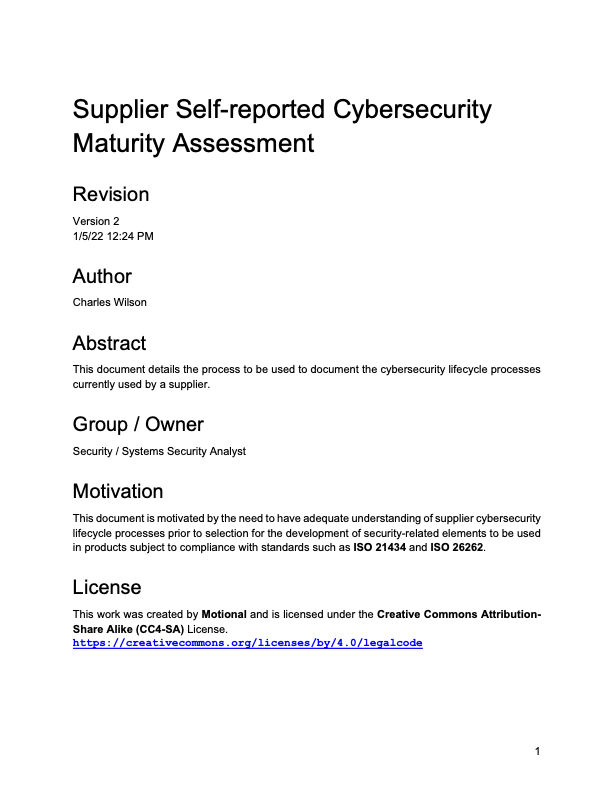 Supplier Self-reported Cybersecurity
Maturity Assessment
Revision
Version 2
1/5/22 12:24 PM
Author
Charles Wilson
Abstract
This document details the process to be used to document the cybersecurity lifecycle processes
currently used by a supplier.
Group / Owner
Security / Systems Security Analyst
Motivation
This document is motivated by the need to have adequate understanding of supplier cybersecurity
lifecycle processes prior to selection for the development of security-related elements to be used
in products subject to compliance with standards such as ISO 21434 and ISO 26262.
License
This work was created by Motional and is licensed under the Creative Commons Attribution-
Share Alike (CC4-SA) License.
https://creativecommons.org/licenses/by/4.0/legalcode
1